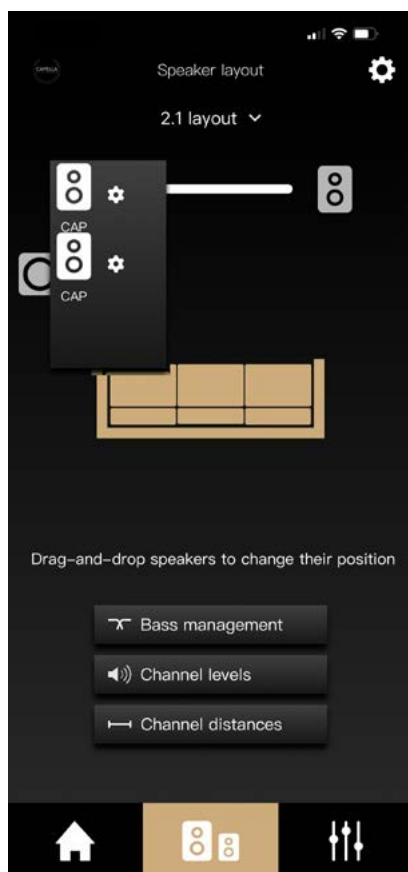 CAPELLA
Speaker layout
2.1 layout
CAP
CAP
Drag-and-drop speakers to change their position
Bass management
Channel levels
Channel distances